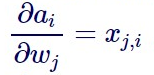 ∂a_i/∂w_j = x_{j,i}